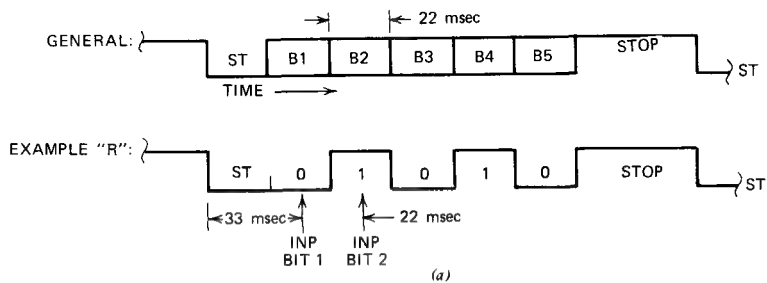 22 msec
GENERAL: ST B1 B2 B3 B4 B5 STOP ST
TIME
EXAMPLE "R": ST 0 1 0 1 0 STOP ST
33 msec 22 msec
INP BIT 1
INP BIT 2
(a)